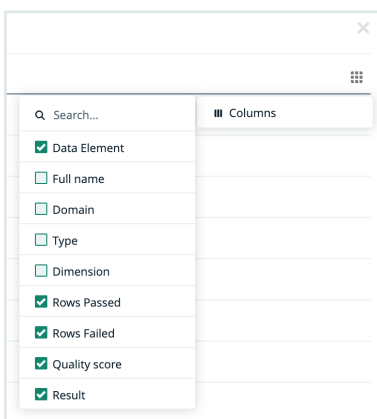 Search...
Columns
Data Element
Full name
Domain
Type
Dimension
Rows Passed
Rows Failed
Quality score
Result